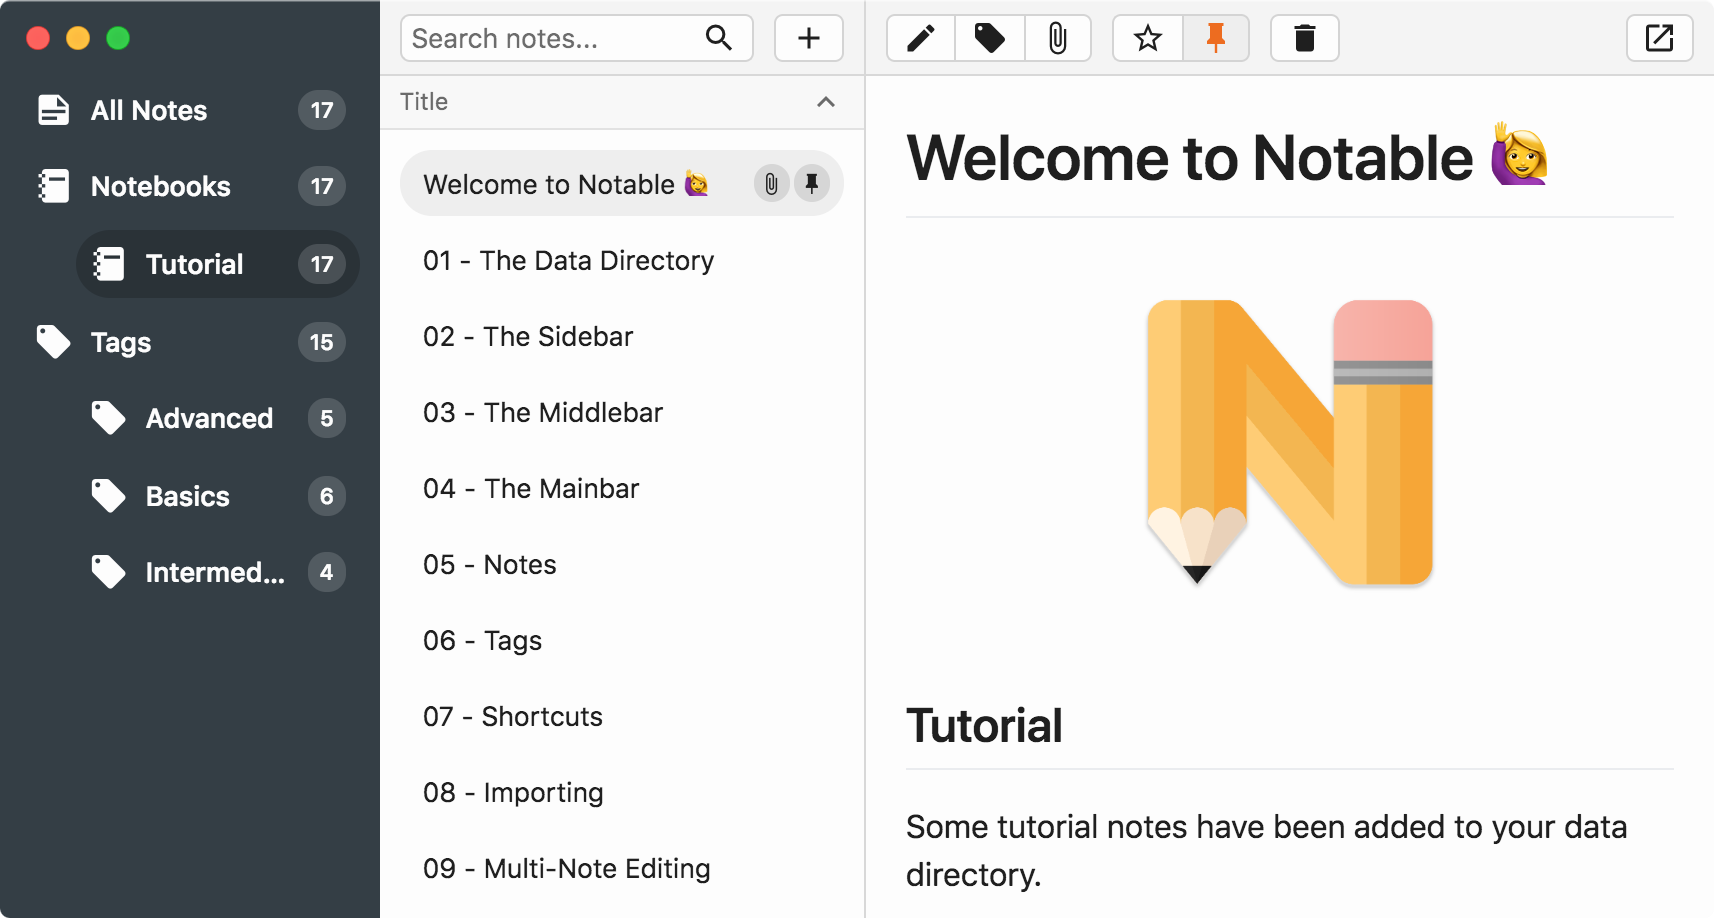 All Notes 17
Notebooks 17
Tutorial 17
Tags 15
Advanced 5
Basics 6
Intermed... 4
Search notes...
Title
Welcome to Notable 🙋‍♀️
01 - The Data Directory
02 - The Sidebar
03 - The Middlebar
04 - The Mainbar
05 - Notes
06 - Tags
07 - Shortcuts
08 - Importing
09 - Multi-Note Editing
Welcome to Notable 🙋‍♀️
Tutorial
Some tutorial notes have been added to your data
directory.